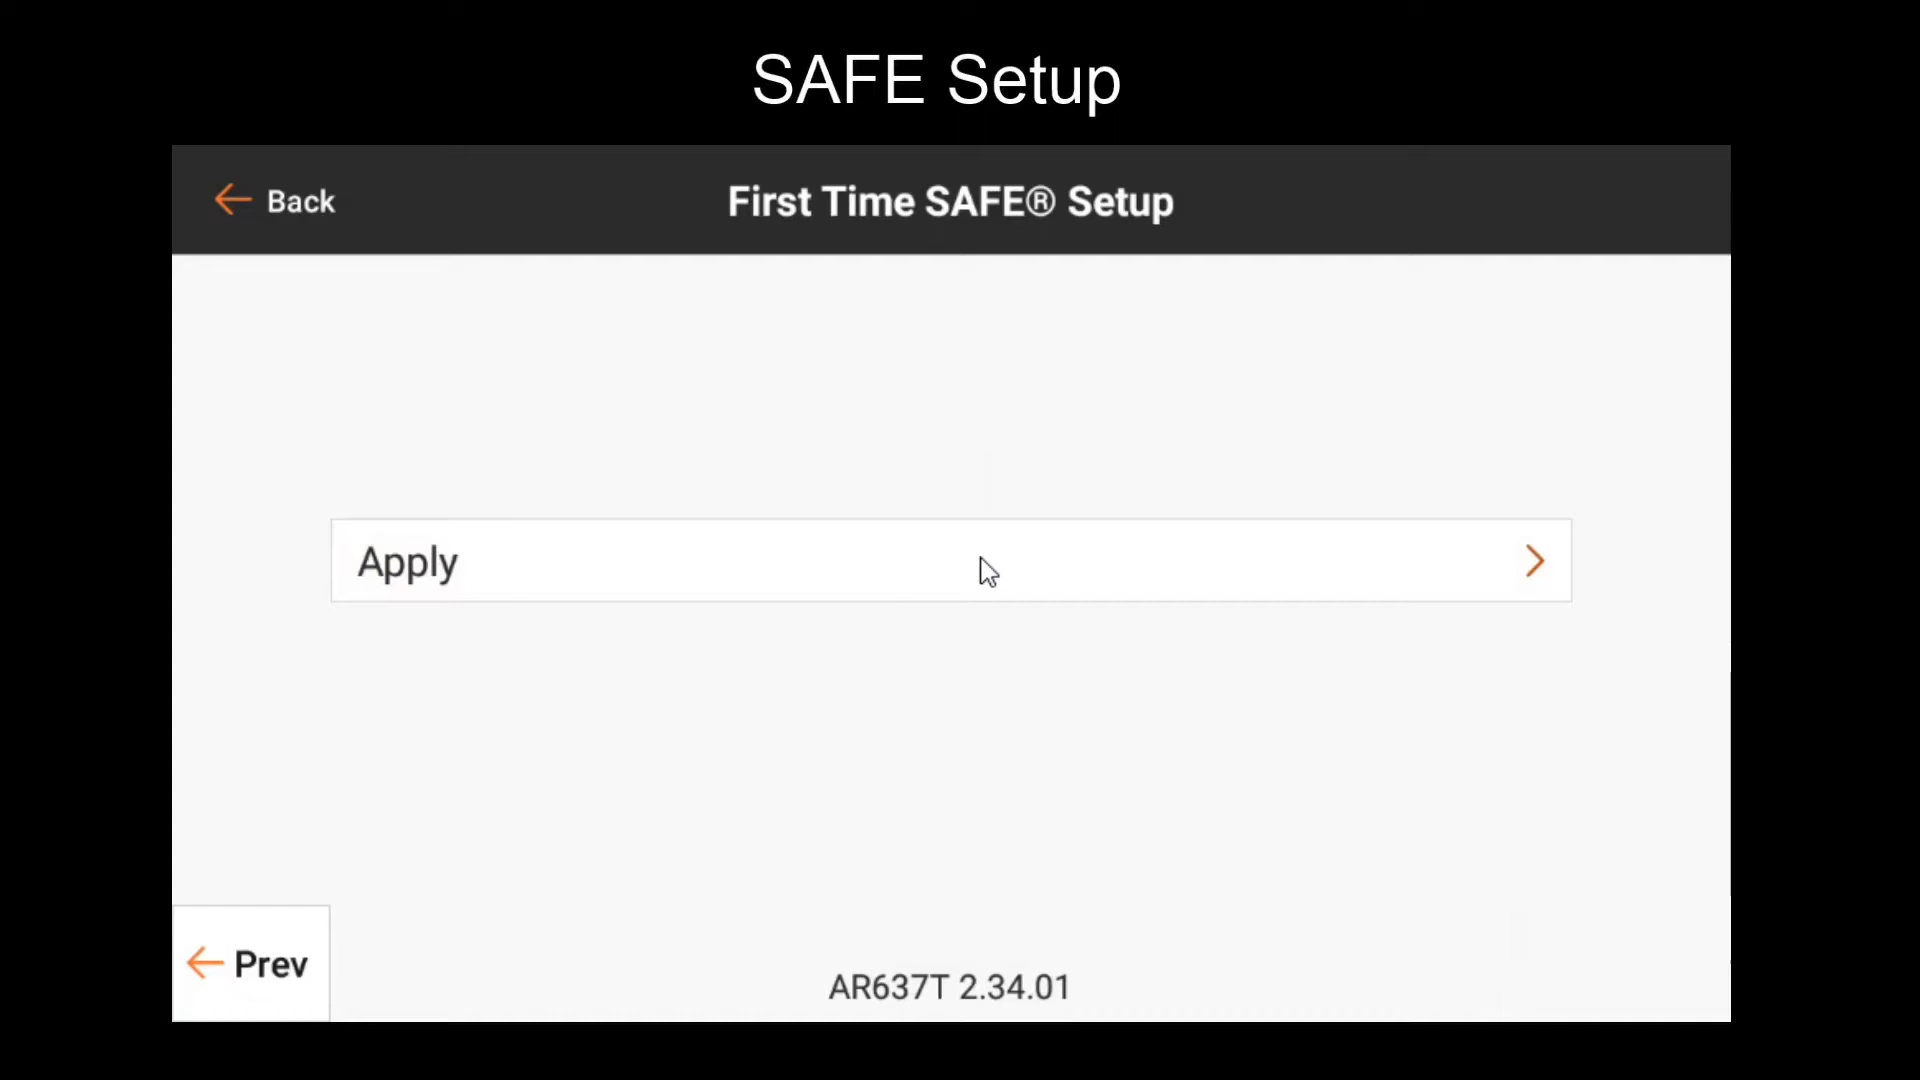 SAFE Setup
Back
First Time SAFE® Setup
Apply
Prev
AR637T 2.34.01